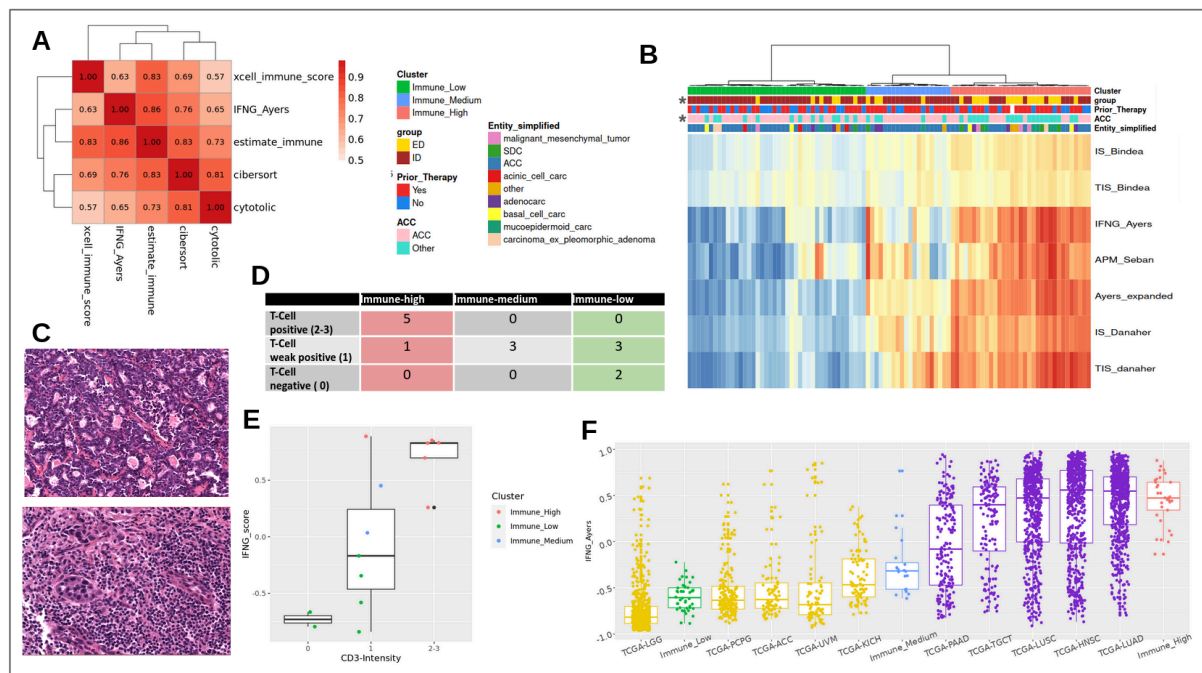 A
1.00 0.63 0.83 0.69 0.57 xcell_immune_score
0.63 1.00 0.86 0.76 0.65 IFNG_Ayers
0.83 0.86 1.00 0.83 0.73 estimate_immune
0.69 0.76 0.83 1.00 0.81 cibersort
0.57 0.65 0.73 0.81 1.00 cytotolic
xcell_immune_score
IFNG_Ayers
estimate_immune
cibersort
cytotolic
0.9
0.8
0.7
0.6
0.5
Cluster
Immune_Low
Immune_Medium
Immune_High
group
ED
ID
Prior_Therapy
Yes
No
ACC
ACC
Other
Entity_simplified
malignant_mesenchymal_tumor
SDC
ACC
acinic_cell_carc
other
adenocarc
basal_cell_carc
mucoepidermoid_carc
carcinoma_ex_pleomorphic_adenoma
B
Cluster
* group
Prior_Therapy
* ACC
Entity_simplified
IS_Bindea
TIS_Bindea
IFNG_Ayers
APM_Seban
Ayers_expanded
IS_Danaher
TIS_danaher
C
D
Immune-high Immune-medium Immune-low
T-Cell positive (2-3) 5 0 0
T-Cell weak positive (1) 1 3 3
T-Cell negative ( 0) 0 0 2
E
IFNG_score
0.5
0.0
-0.5
0 1 2-3
CD3-Intensity
Cluster
Immune_High
Immune_Low
Immune_Medium
F
IFNG_Ayers
1.0
0.5
0.0
-0.5
-1.0
TCGA-LGG
Immune_Low
TCGA-PCPG
TCGA-ACC
TCGA-UVM
TCGA-KICH
Immune_Medium
TCGA-PAAD
TCGA-TGCT
TCGA-LUSC
TCGA-HNSC
TCGA-LUAD
Immune_High